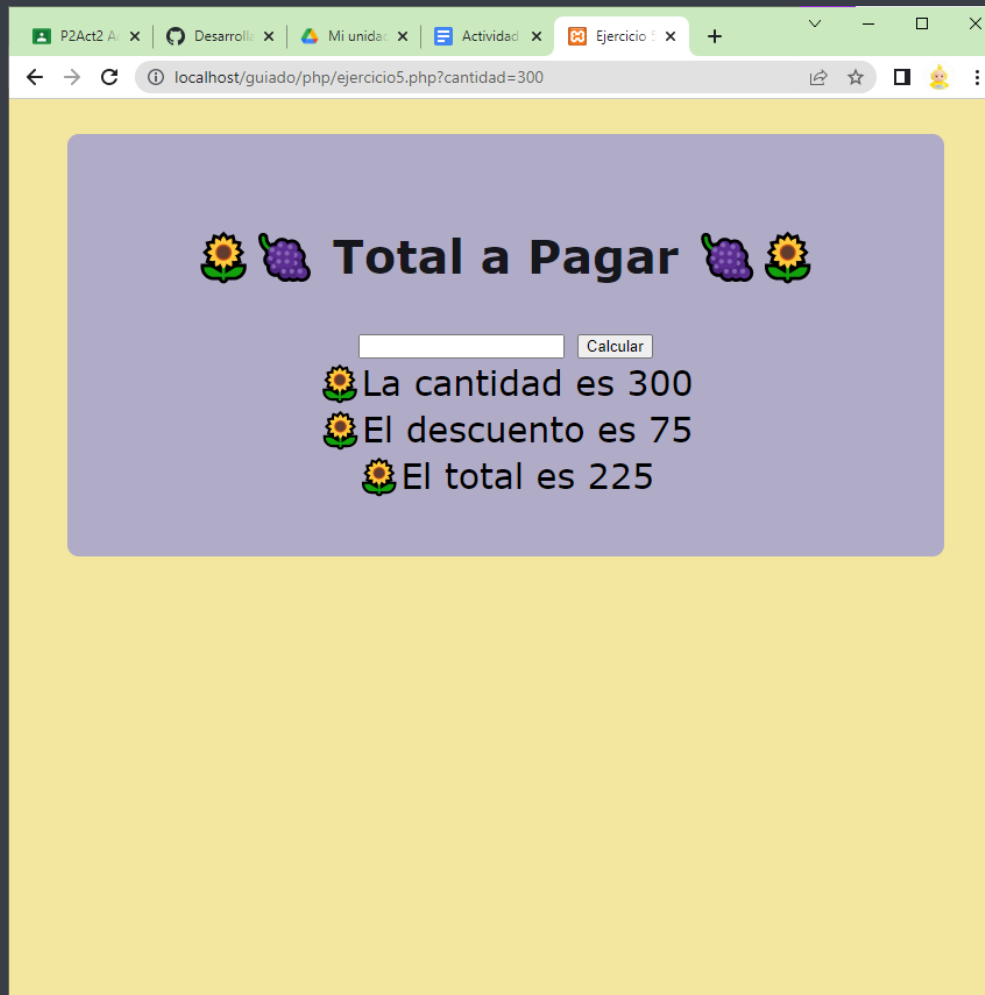 P2Act2 A
Desarrolla
Mi unidad
Actividad
Ejercicio 5
localhost/guiado/php/ejercicio5.php?cantidad=300
🌻🍇 Total a Pagar 🍇🌻
Calcular
🌻La cantidad es 300
🌻El descuento es 75
🌻El total es 225